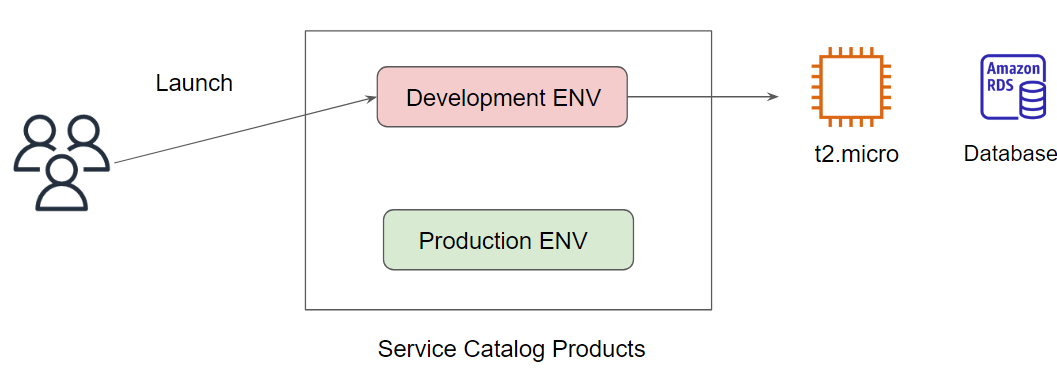 Launch
Development ENV
Amazon
RDS
t2.micro
Database
Production ENV
Service Catalog Products